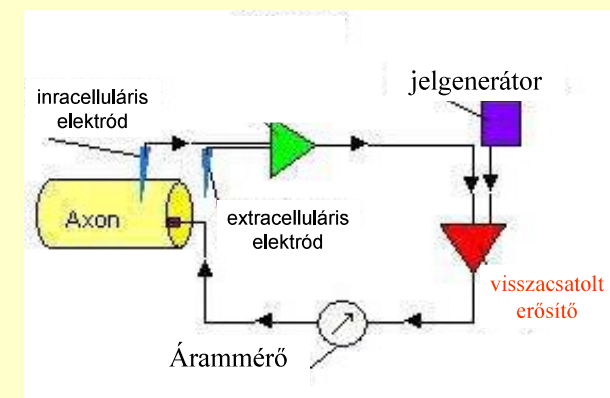 inracelluláris
elektród
jelgenerátor
Axon
extracelluláris
elektród
visszacsatolt
erősítő
Árammérő